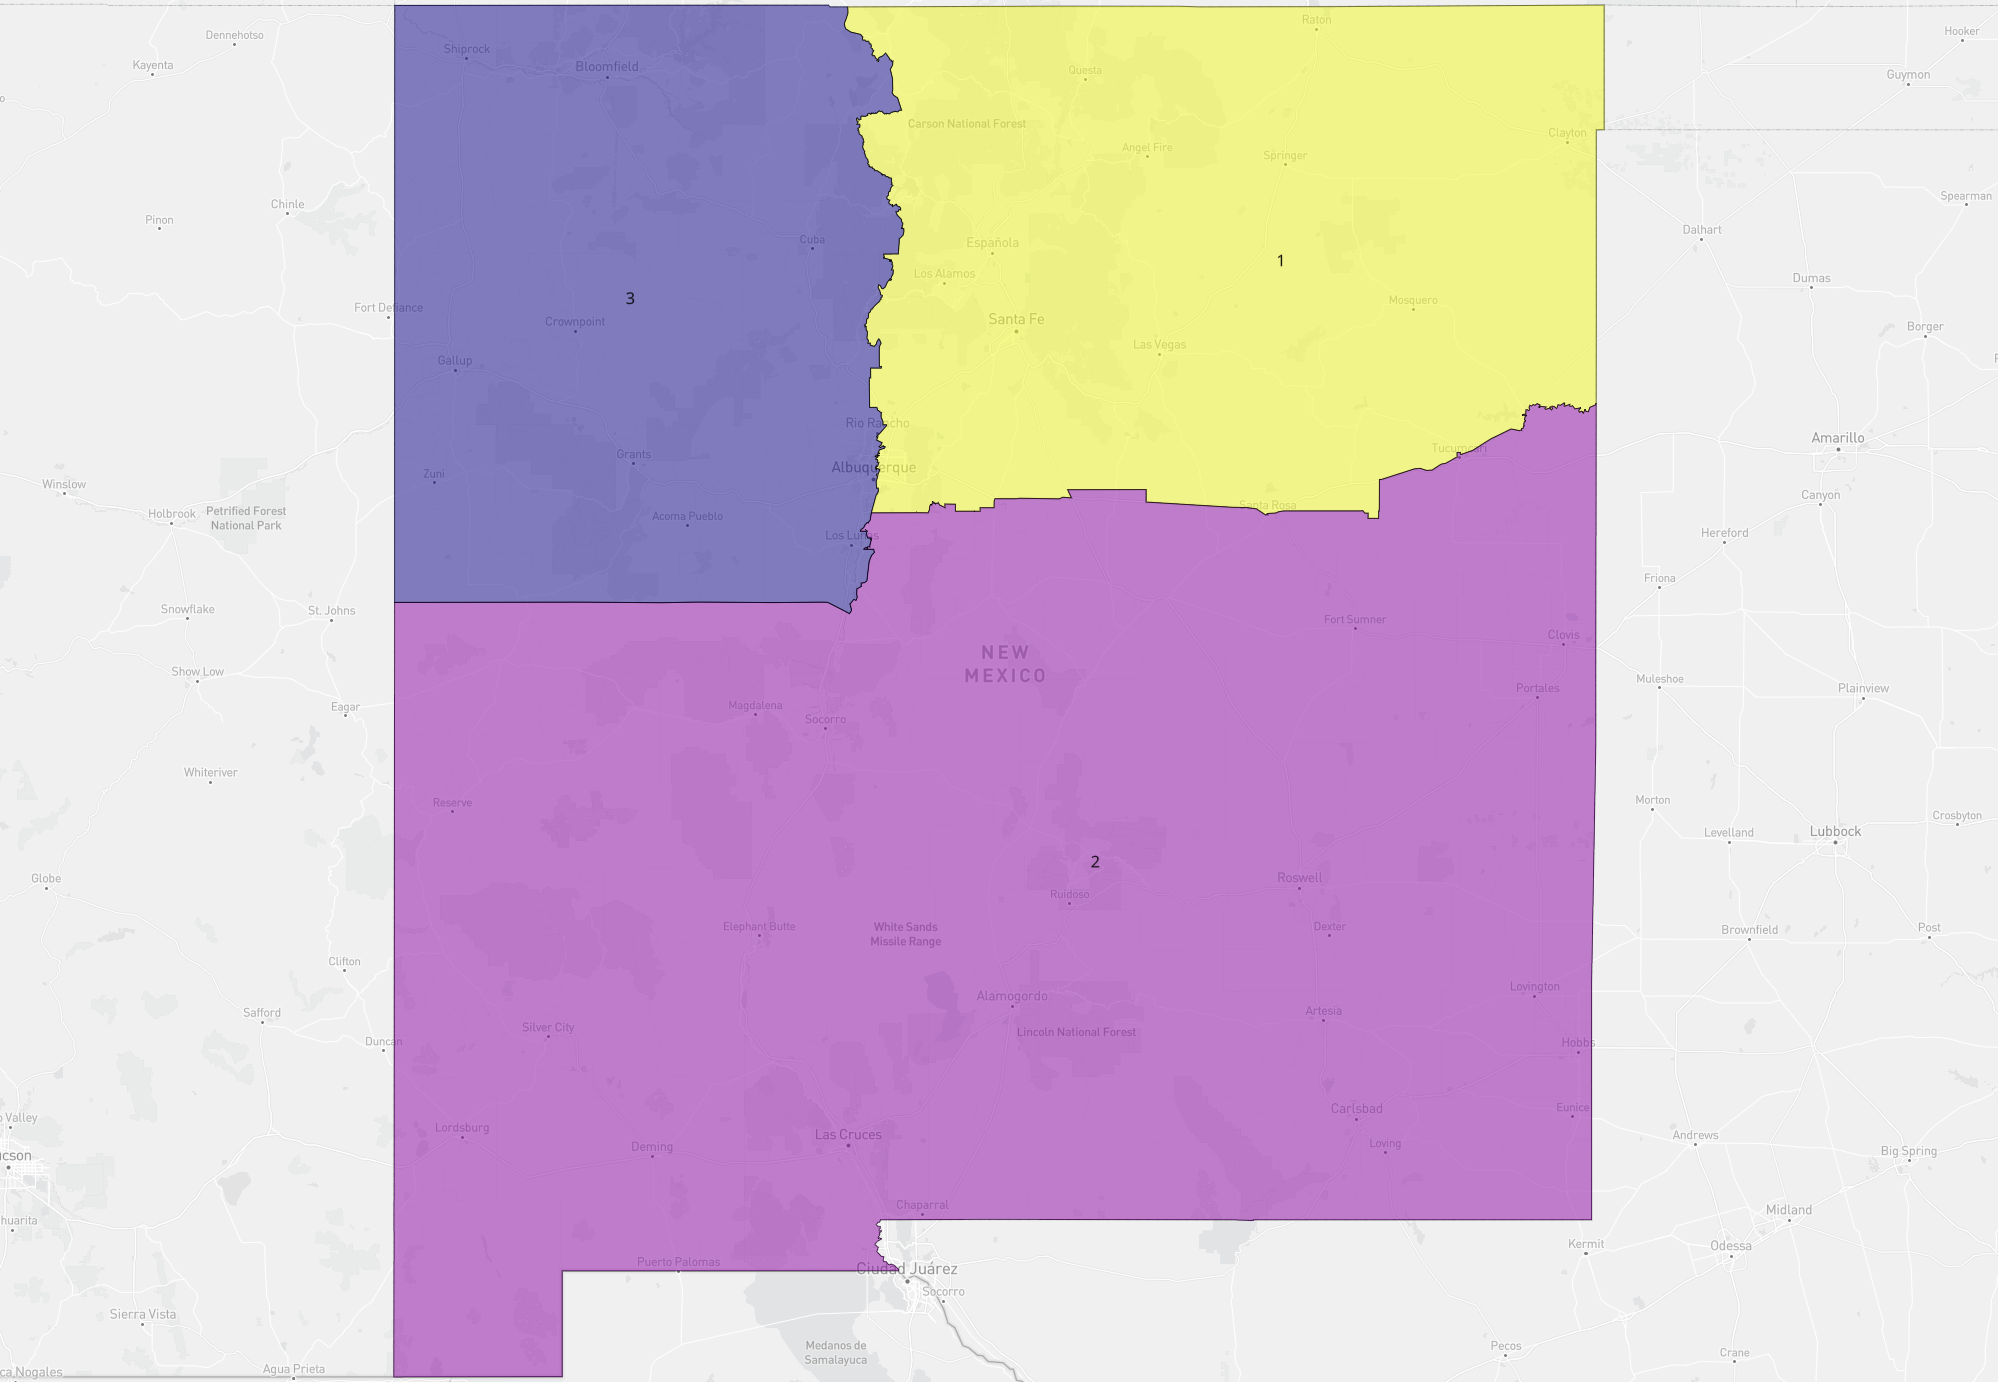 Dennehotso
Kayenta
Shiprock
Bloomfield
Raton
Hooker
Guymon
Questa
Carson National Forest
Angel Fire
Springer
Clayton
Spearman
Chinle
Pinon
Cuba
Española
Los Alamos
1
Dalhart
Dumas
Fort Defiance
3
Crownpoint
Santa Fe
Mosquero
Borger
Las Vegas
Gallup
Rio Rancho
Albuquerque
Tucumcari
Amarillo
Zuni
Grants
Winslow
Holbrook
Petrified Forest
National Park
Acoma Pueblo
Santa Rosa
Canyon
Los Lunas
Hereford
Friona
Snowflake
St. Johns
Fort Sumner
Clovis
NEW
MEXICO
Show Low
Muleshoe
Portales
Plainview
Eagar
Magdalena
Socorro
Whiteriver
Reserve
Morton
Crosbyton
Levelland
Lubbock
2
Globe
Ruidoso
Roswell
Elephant Butte
White Sands
Missile Range
Dexter
Brownfield
Post
Clifton
Alamogordo
Lovington
Safford
Silver City
Lincoln National Forest
Artesia
Duncan
Hobbs
Valley
Lordsburg
Las Cruces
Carlsbad
Eunice
Deming
Loving
Andrews
Big Spring
ucson
Chaparral
Midland
huarita
Puerto Palomas
Ciudad Juárez
Kermit
Odessa
Socorro
Sierra Vista
Medanos de
Samalayuca
Pecos
Crane
ca Nogales
Agua Prieta